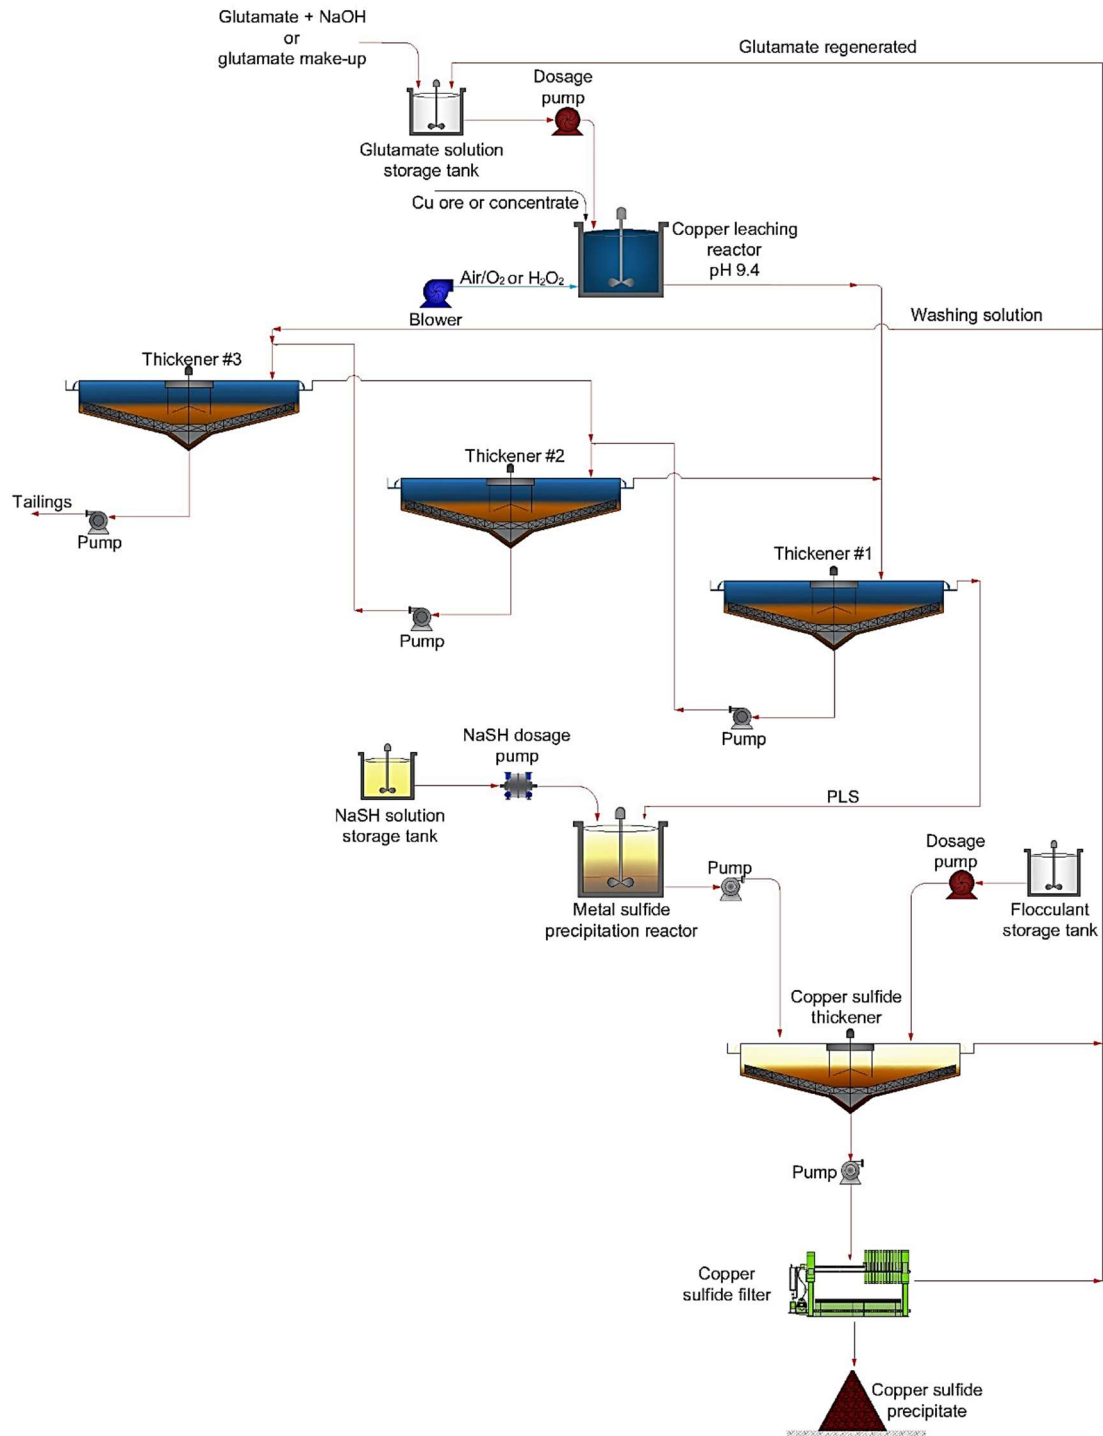 Glutamate + NaOH
or
glutamate make-up
Glutamate regenerated
Dosage
pump
Glutamate solution
storage tank
Cu ore or concentrate
Copper leaching
reactor
pH 9.4
Air/O₂ or H₂O₂
Blower
Washing solution
Thickener #3
Thickener #2
Tailings
Pump
Thickener #1
Pump
Pump
NaSH dosage
pump
NaSH solution
storage tank
PLS
Metal sulfide
precipitation reactor
Pump
Dosage
pump
Flocculant
storage tank
Copper sulfide
thickener
Pump
Copper
sulfide filter
Copper sulfide
precipitate